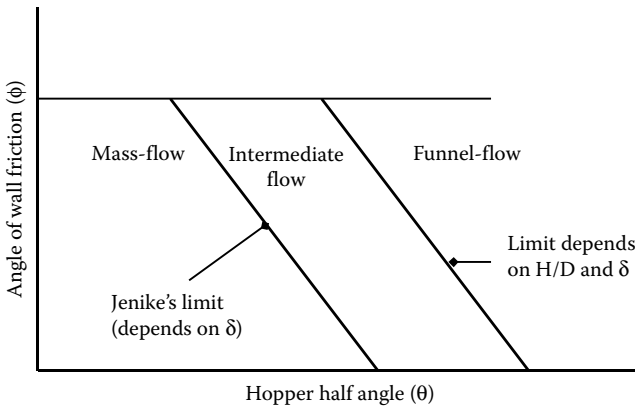 Angle of wall friction (ϕ)
Mass-flow
Intermediate
flow
Funnel-flow
Jenike's limit
(depends on δ)
Limit depends
on H/D and δ
Hopper half angle (θ)